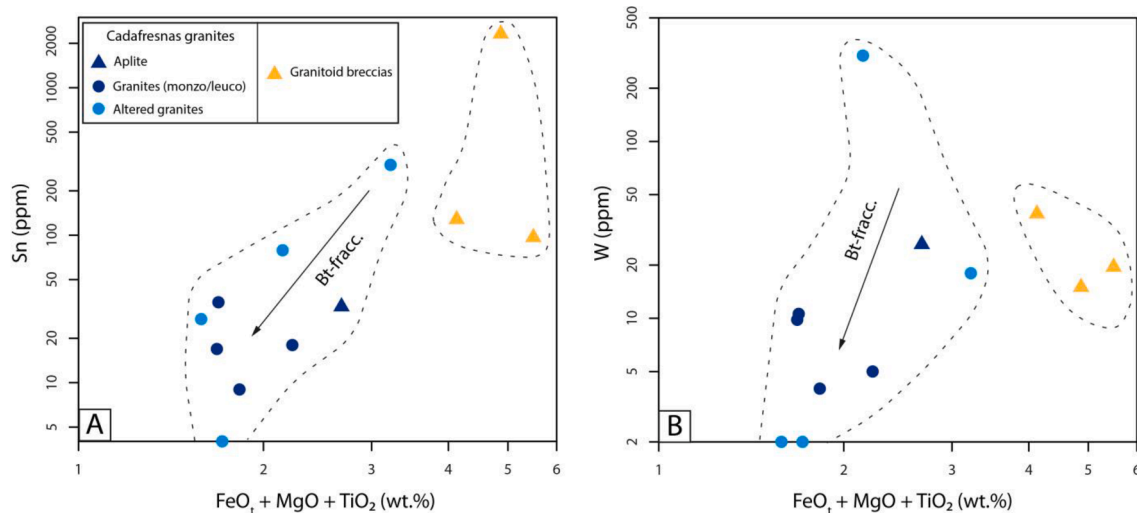 Cadafresnas granites
Aplite
Granites (monzo/leuco)
Altered granites
Granitoid breccias
Sn (ppm)
2000
1000
500
200
100
50
20
10
5
Bt-fracc.
A
1
2
3
4
5
6
FeOt + MgO + TiO2 (wt.%)
W (ppm)
500
200
100
50
20
10
5
2
Bt-fracc.
B
1
2
3
4
5
6
FeOt + MgO + TiO2 (wt.%)